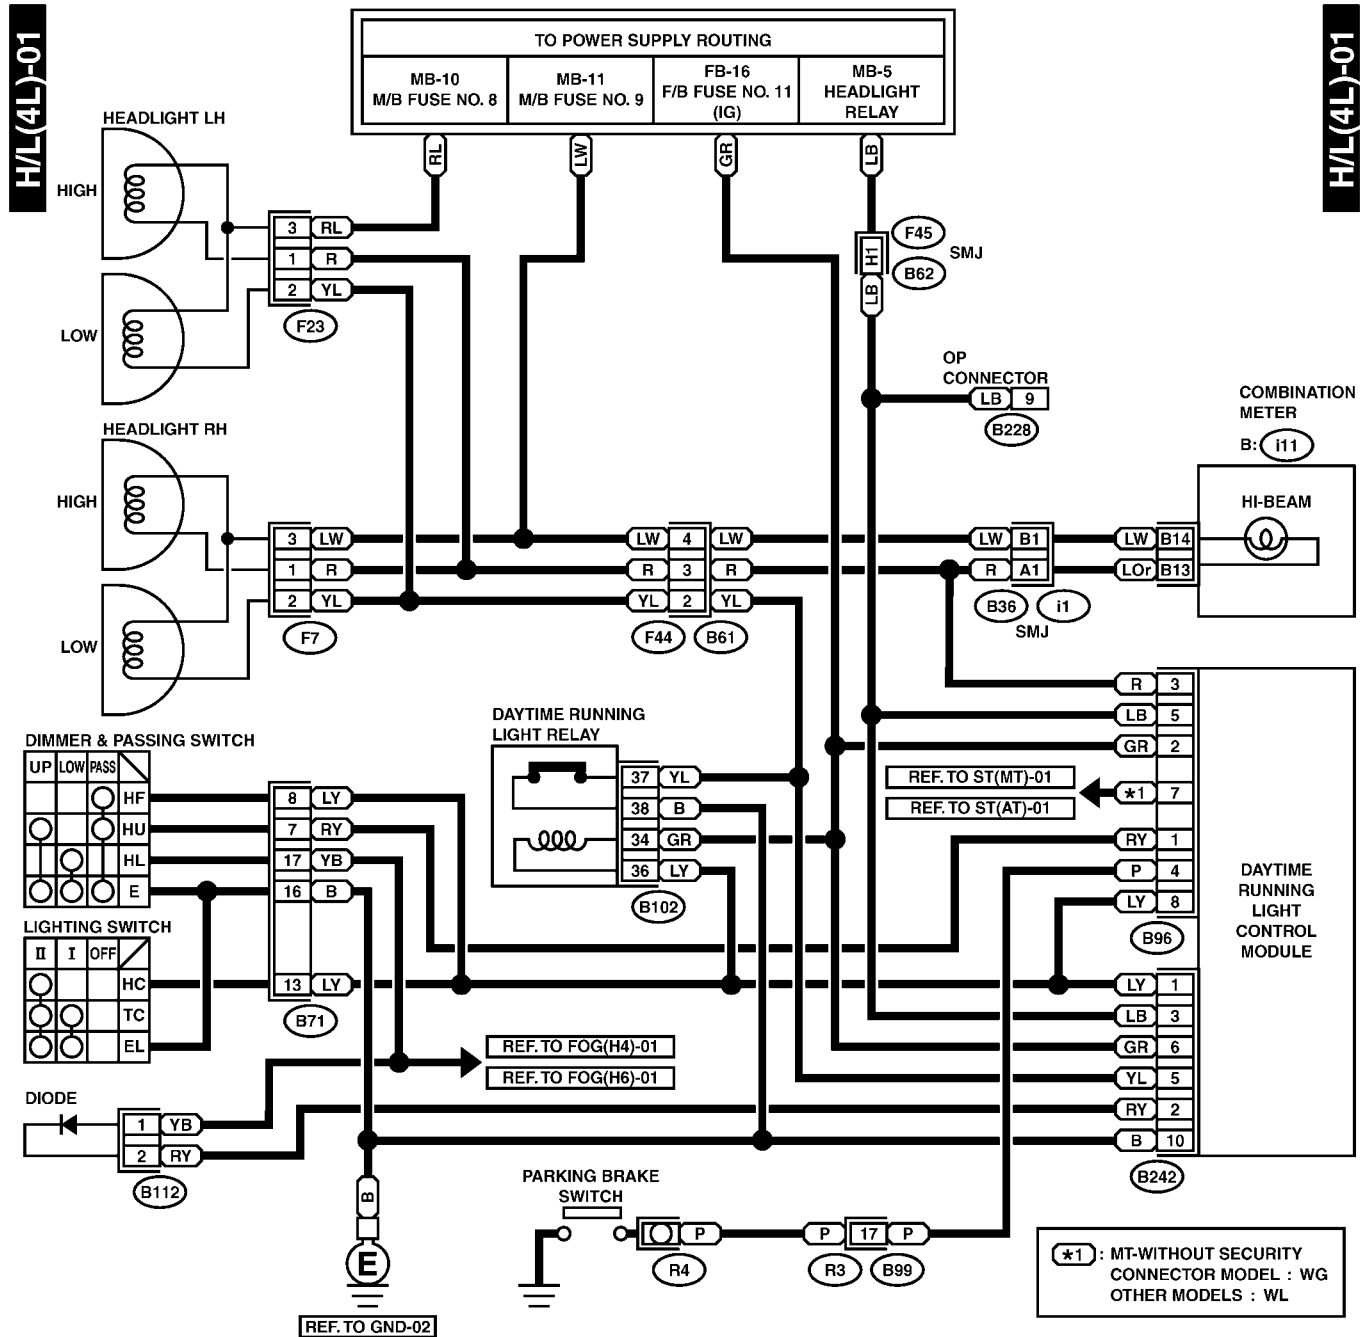 H/L(4L)-01
H/L(4L)-01
TO POWER SUPPLY ROUTING
MB-10
M/B FUSE NO. 8
MB-11
M/B FUSE NO. 9
FB-16
F/B FUSE NO. 11
(IG)
MB-5
HEADLIGHT
RELAY
RL
LW
GR
LB
HEADLIGHT LH
HIGH
LOW
3 RL
1 R
2 YL
F23
H1
F45
B62
SMJ
LB
OP
CONNECTOR
LB 9
B228
COMBINATION
METER
B: i11
HI-BEAM
HEADLIGHT RH
HIGH
LOW
3 LW
1 R
2 YL
F7
LW 4 LW
R 3 R
YL 2 YL
F44 B61
LW B1
R A1
B36 i1
SMJ
LW B14
LOr B13
DAYTIME RUNNING
LIGHT RELAY
37 YL
38 B
34 GR
36 LY
B102
R 3
LB 5
GR 2
*1 7
RY 1
P 4
LY 8
B96
REF. TO ST(MT)-01
REF. TO ST(AT)-01
DAYTIME
RUNNING
LIGHT
CONTROL
MODULE
LY 1
LB 3
GR 6
YL 5
RY 2
B 10
B242
DIMMER & PASSING SWITCH
UP LOW PASS
HF
HU
HL
E
8 LY
7 RY
17 YB
16 B
13 LY
B71
LIGHTING SWITCH
II I OFF
HC
TC
EL
REF. TO FOG(H4)-01
REF. TO FOG(H6)-01
DIODE
1 YB
2 RY
B112
B
E
REF. TO GND-02
PARKING BRAKE
SWITCH
P
R4
P 17 P
R3 B99
*1 : MT-WITHOUT SECURITY
CONNECTOR MODEL : WG
OTHER MODELS : WL